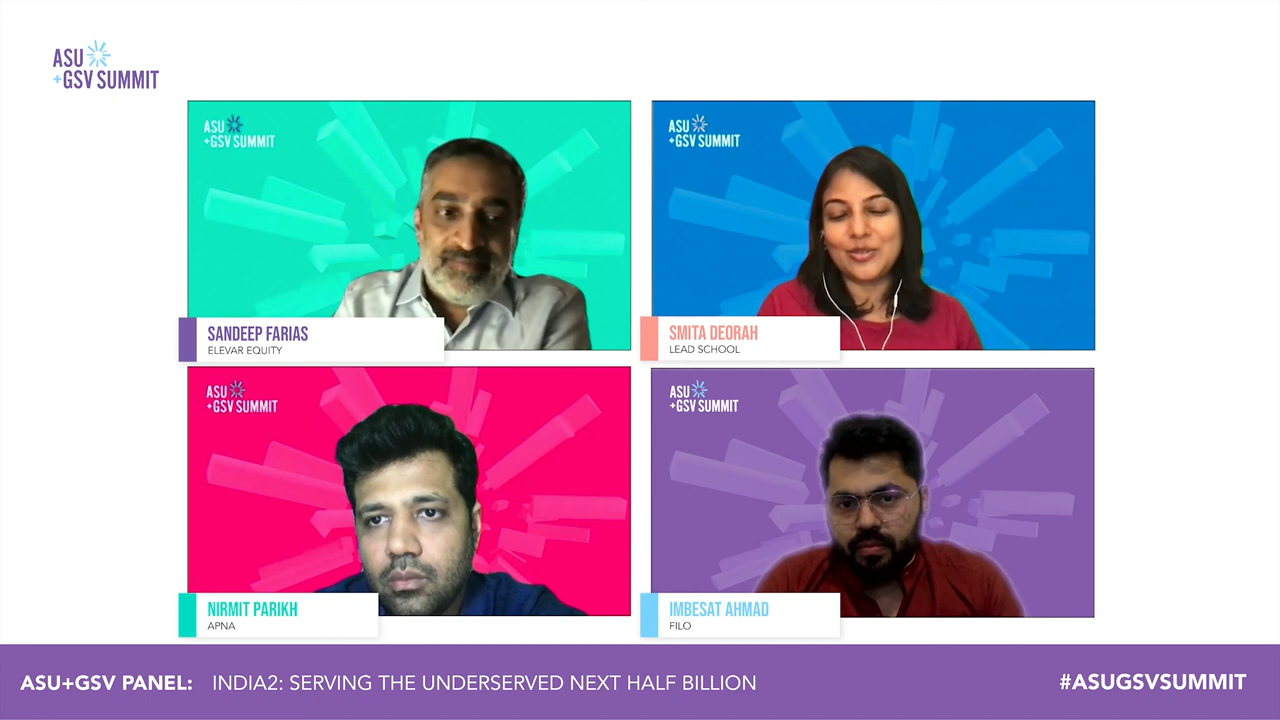 ASU
+GSV SUMMIT
ASU
+GSV SUMMIT
ASU
+GSV SUMMIT
SANDEEP FARIAS
ELEVAR EQUITY
SMITA DEORAH
LEAD SCHOOL
ASU
+GSV SUMMIT
ASU
+GSV SUMMIT
NIRMIT PARIKH
APNA
IMBESAT AHMAD
FILO
ASU+GSV PANEL: INDIA2: SERVING THE UNDERSERVED NEXT HALF BILLION
#ASUGSVSUMMIT